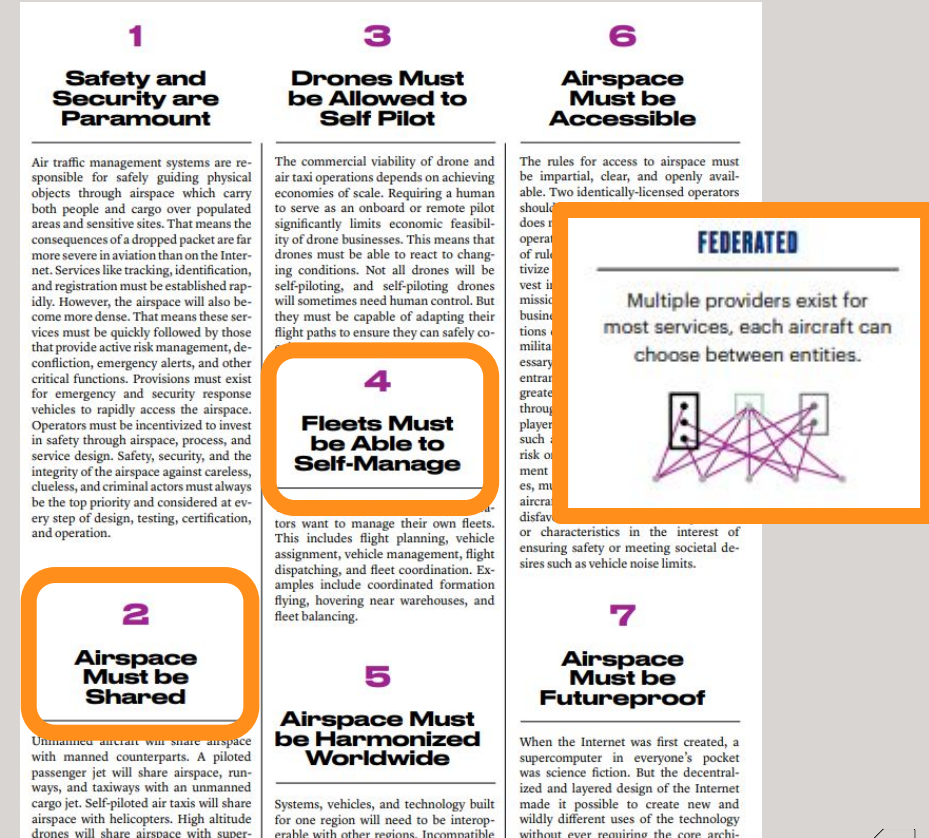 1
Safety and
Security are
Paramount
Air traffic management systems are re-
sponsible for safely guiding physical
objects through airspace which carry
both people and cargo over populated
areas and sensitive sites. That means the
consequences of a dropped packet are far
more severe in aviation than on the Inter-
net. Services like tracking, identification,
and registration must be established rap-
idly. However, the airspace will also be-
come more dense. That means these ser-
vices must be quickly followed by those
that provide active risk management, de-
confliction, emergency alerts, and other
critical functions. Provisions must exist
for emergency and security response
vehicles to rapidly access the airspace.
Operators must be incentivized to invest
in safety through airspace, process, and
service design. Safety, security, and the
integrity of the airspace against careless,
clueless, and criminal actors must always
be the top priority and considered at ev-
ery step of design, testing, certification,
and operation.
2
Airspace
Must be
Shared
Unmanned aircraft will share airspace
with manned counterparts. A piloted
passenger jet will share airspace, run-
ways, and taxiways with an unmanned
cargo jet. Self-piloted air taxis will share
airspace with helicopters. High altitude
drones will share airspace with super-
3
Drones Must
be Allowed to
Self Pilot
The commercial viability of drone and
air taxi operations depends on achieving
economies of scale. Requiring a human
to serve as an onboard or remote pilot
significantly limits economic feasibil-
ity of drone businesses. This means that
drones must be able to react to chang-
ing conditions. Not all drones will be
self-piloting, and self-piloting drones
will sometimes need human control. But
they must be capable of adapting their
flight paths to ensure they can safely co-
4
Fleets Must
be Able to
Self-Manage
tors want to manage their own fleets.
This includes flight planning, vehicle
assignment, vehicle management, flight
dispatching, and fleet coordination. Ex-
amples include coordinated formation
flying, hovering near warehouses, and
fleet balancing.
5
Airspace Must
be Harmonized
Worldwide
Systems, vehicles, and technology built
for one region will need to be interop-
erable with other regions. Incompatible
6
Airspace
Must be
Accessible
The rules for access to airspace must
be impartial, clear, and openly avail-
able. Two identically-licensed operators
FEDERATED
Multiple providers exist for
most services, each aircraft can
choose between entities.
or characteristics in the interest of
ensuring safety or meeting societal de-
sires such as vehicle noise limits.
7
Airspace
Must be
Futureproof
When the Internet was first created, a
supercomputer in everyone's pocket
was science fiction. But the decentral-
ized and layered design of the Internet
made it possible to create new and
wildly different uses of the technology
without ever requiring the core archi-